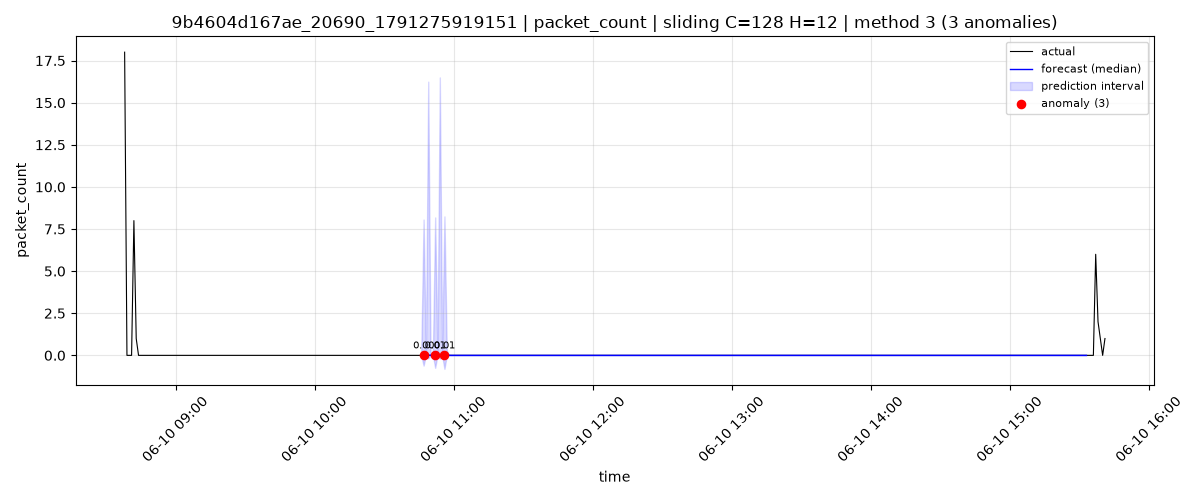 9b4604d167ae_20690_1791275919151 | packet_count | sliding C=128 H=12 | method 3 (3 anomalies)
actual
forecast (median)
prediction interval
anomaly (3)
17.5
15.0
12.5
10.0
7.5
5.0
2.5
0.0
packet_count
06-10 09:00
06-10 10:00
06-10 11:00
06-10 12:00
06-10 13:00
06-10 14:00
06-10 15:00
06-10 16:00
time